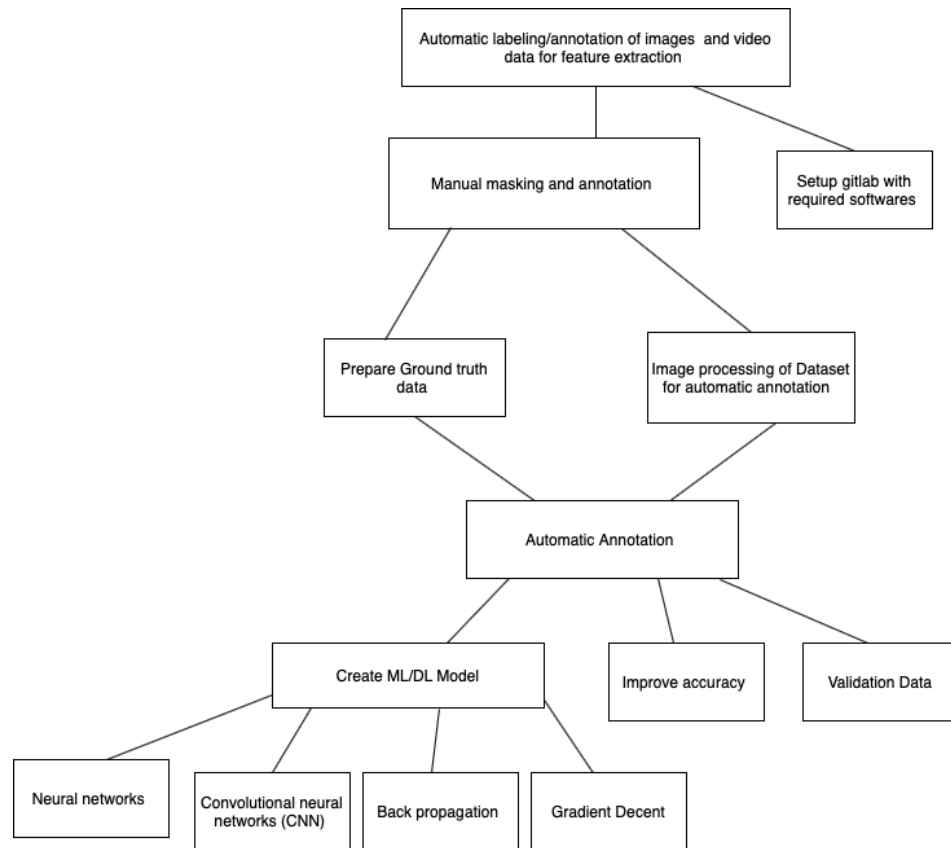 Automatic labeling/annotation of images and video
data for feature extraction
Manual masking and annotation
Setup gitlab with
required softwares
Prepare Ground truth
data
Image processing of Dataset
for automatic annotation
Automatic Annotation
Create ML/DL Model
Improve accuracy
Validation Data
Neural networks
Convolutional neural
networks (CNN)
Back propagation
Gradient Decent